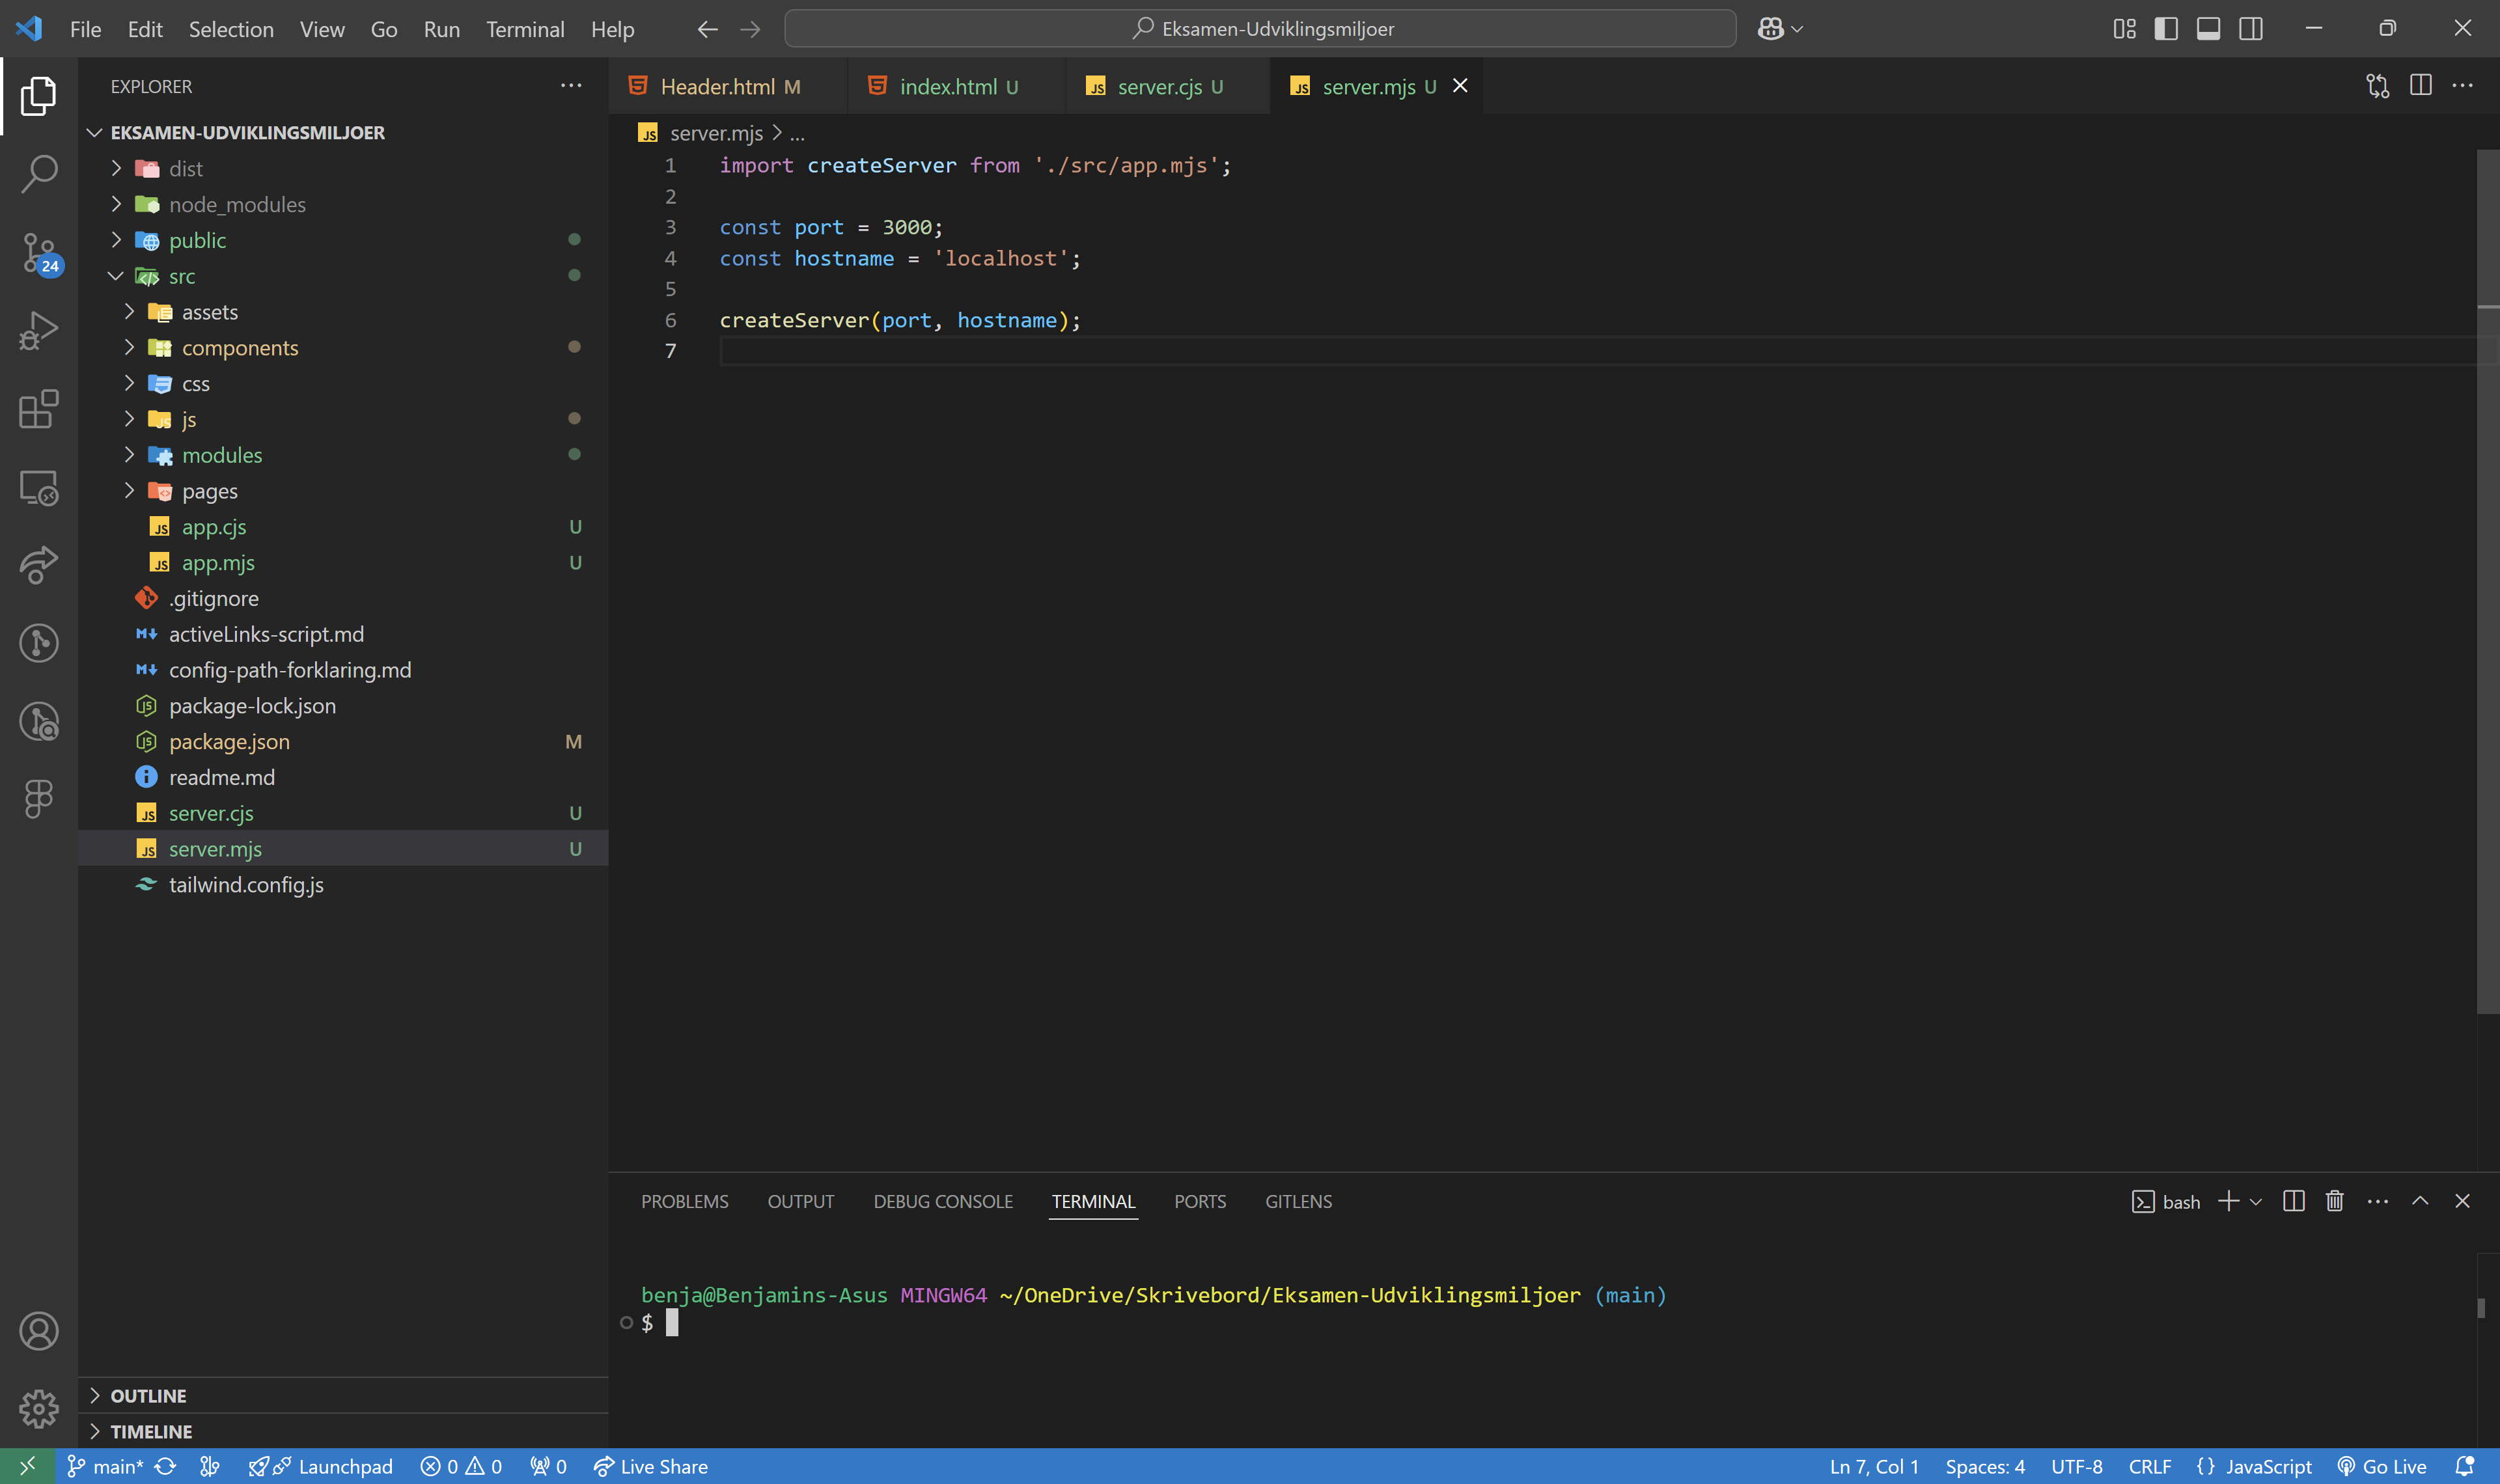 File Edit Selection View Go Run Terminal Help
Eksamen-Udviklingsmiljoer
EXPLORER
EKSAMEN-UDVIKLINGSMILJOER
dist
node_modules
public
src
assets
components
css
js
modules
pages
app.cjs U
app.mjs U
.gitignore
activeLinks-script.md
config-path-forklaring.md
package-lock.json
package.json M
readme.md
server.cjs U
server.mjs U
tailwind.config.js
OUTLINE
TIMELINE
24
Header.html M
index.html U
server.cjs U
server.mjs U
server.mjs > ...
1 import createServer from './src/app.mjs';
2
3 const port = 3000;
4 const hostname = 'localhost';
5
6 createServer(port, hostname);
7
PROBLEMS OUTPUT DEBUG CONSOLE TERMINAL PORTS GITLENS
bash
benja@Benjamins-Asus MINGW64 ~/OneDrive/Skrivebord/Eksamen-Udviklingsmiljoer (main)
$
main* Launchpad 0 0 0 Live Share
Ln 7, Col 1 Spaces: 4 UTF-8 CRLF {} JavaScript Go Live